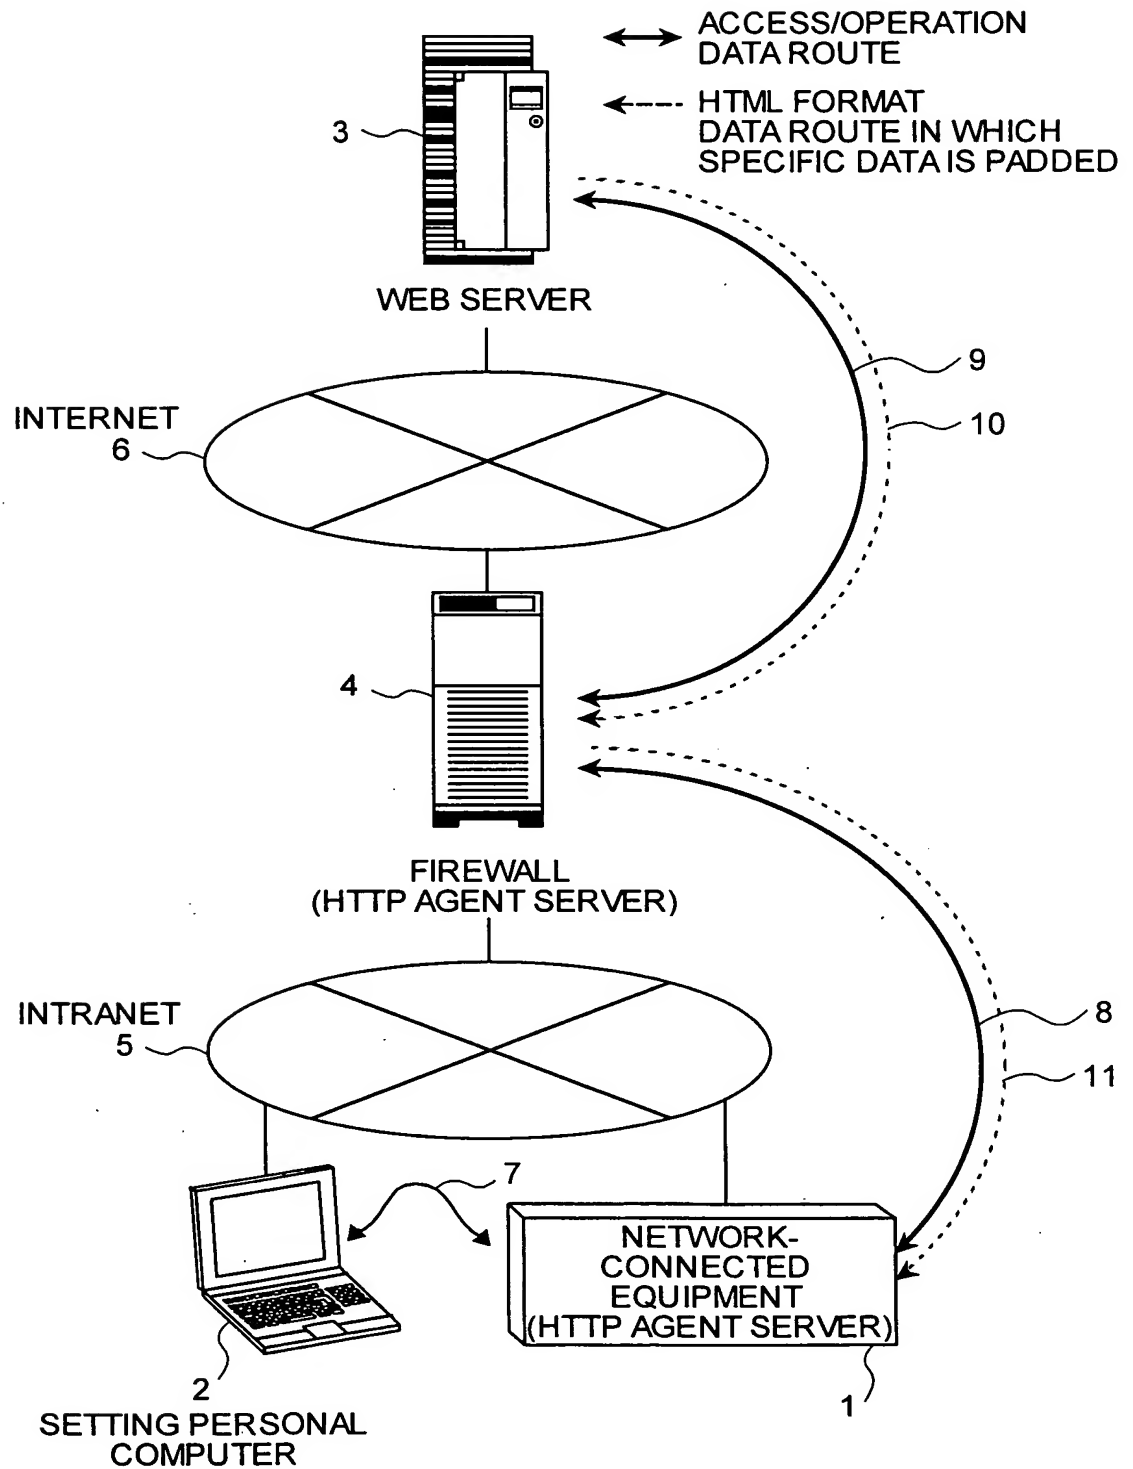 ACCESS/OPERATION
DATA ROUTE
HTML FORMAT
DATA ROUTE IN WHICH
SPECIFIC DATA IS PADDED
3
WEB SERVER
9
10
INTERNET
6
4
FIREWALL
(HTTP AGENT SERVER)
INTRANET
5
8
11
7
NETWORK-
CONNECTED
EQUIPMENT
(HTTP AGENT SERVER)
2
1
SETTING PERSONAL
COMPUTER